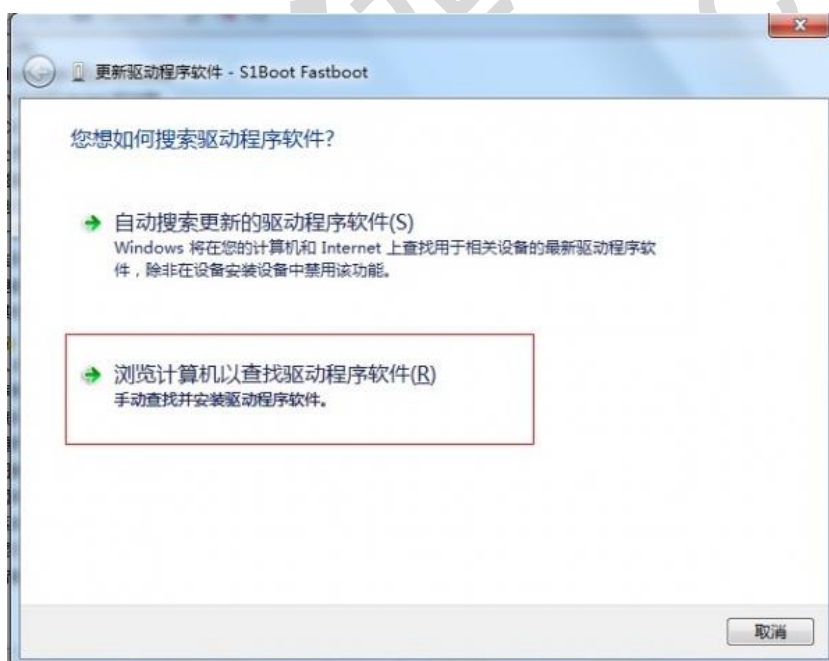 更新驱动程序软件 - S1Boot Fastboot
您想如何搜索驱动程序软件?
自动搜索更新的驱动程序软件(S)
Windows 将在您的计算机和 Internet 上查找用于相关设备的最新驱动程序软
件，除非在设备安装设备中禁用该功能。
浏览计算机以查找驱动程序软件(R)
手动查找并安装驱动程序软件。
取消